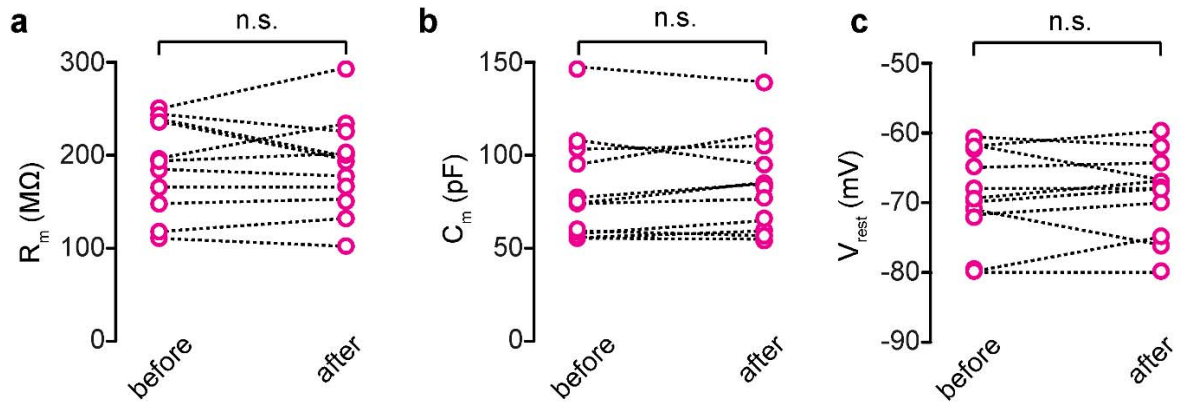 a
n.s.
R_m (MΩ)
300
200
100
0
before
after
b
n.s.
C_m (pF)
150
100
50
0
before
after
c
n.s.
V_rest (mV)
-50
-60
-70
-80
-90
before
after